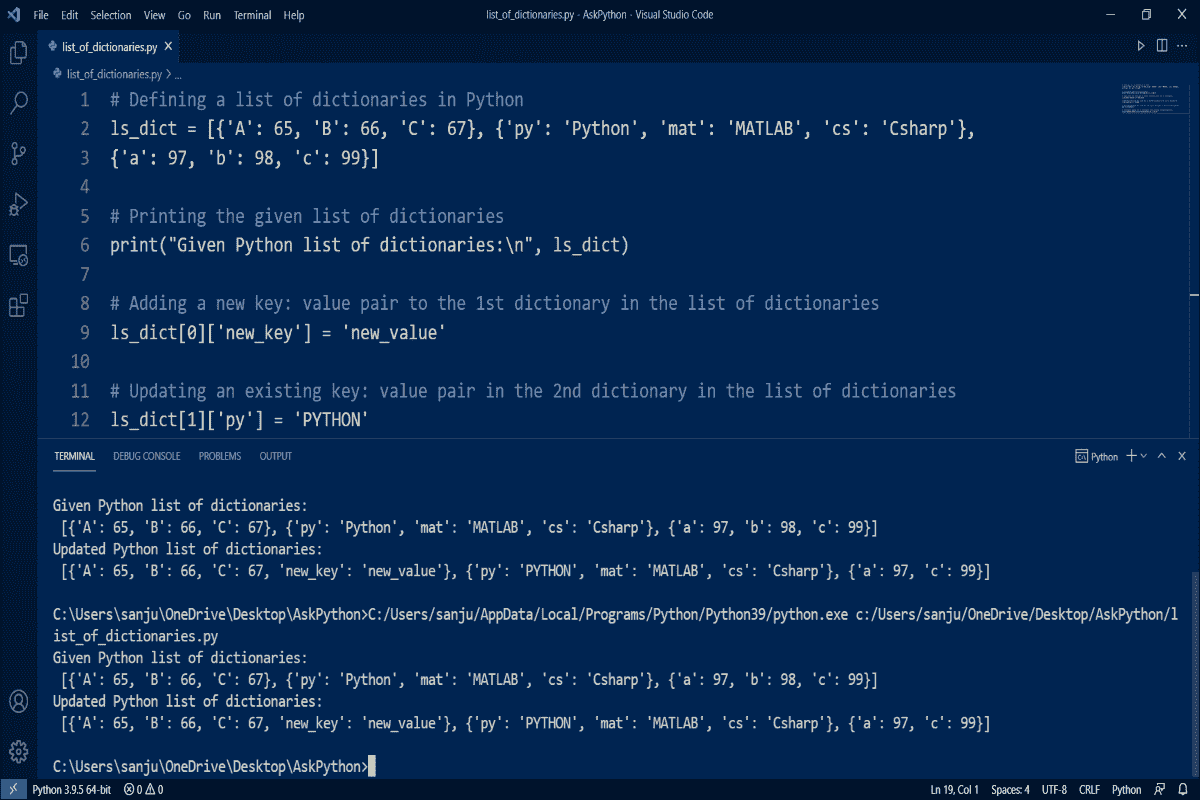 File Edit Selection View Go Run Terminal Help list_of_dictionaries.py - AskPython - Visual Studio Code
list_of_dictionaries.py
list_of_dictionaries.py > ...
1 # Defining a list of dictionaries in Python
2 ls_dict = [{'A': 65, 'B': 66, 'C': 67}, {'py': 'Python', 'mat': 'MATLAB', 'cs': 'Csharp'},
3 {'a': 97, 'b': 98, 'c': 99}]
4
5 # Printing the given list of dictionaries
6 print("Given Python list of dictionaries:\n", ls_dict)
7
8 # Adding a new key: value pair to the 1st dictionary in the list of dictionaries
9 ls_dict[0]['new_key'] = 'new_value'
10
11 # Updating an existing key: value pair in the 2nd dictionary in the list of dictionaries
12 ls_dict[1]['py'] = 'PYTHON'
TERMINAL DEBUG CONSOLE PROBLEMS OUTPUT Python
Given Python list of dictionaries:
[{'A': 65, 'B': 66, 'C': 67}, {'py': 'Python', 'mat': 'MATLAB', 'cs': 'Csharp'}, {'a': 97, 'b': 98, 'c': 99}]
Updated Python list of dictionaries:
[{'A': 65, 'B': 66, 'C': 67, 'new_key': 'new_value'}, {'py': 'PYTHON', 'mat': 'MATLAB', 'cs': 'Csharp'}, {'a': 97, 'c': 99}]
C:\Users\sanju\OneDrive\Desktop\AskPython>C:/Users/sanju/AppData/Local/Programs/Python/Python39/python.exe c:/Users/sanju/OneDrive/Desktop/AskPython/l
ist_of_dictionaries.py
Given Python list of dictionaries:
[{'A': 65, 'B': 66, 'C': 67}, {'py': 'Python', 'mat': 'MATLAB', 'cs': 'Csharp'}, {'a': 97, 'b': 98, 'c': 99}]
Updated Python list of dictionaries:
[{'A': 65, 'B': 66, 'C': 67, 'new_key': 'new_value'}, {'py': 'PYTHON', 'mat': 'MATLAB', 'cs': 'Csharp'}, {'a': 97, 'c': 99}]
C:\Users\sanju\OneDrive\Desktop\AskPython>
Python 3.9.5 64-bit 0 0 Ln 19, Col 1 Spaces: 4 UTF-8 CRLF Python